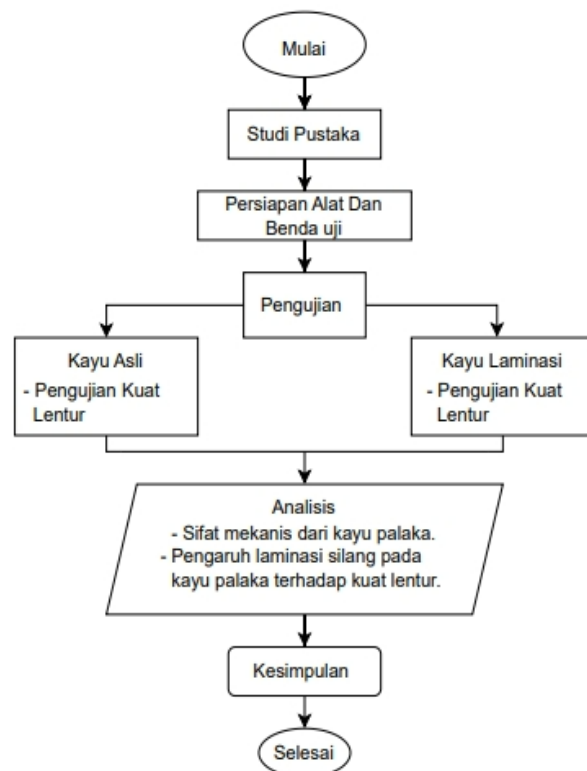 Mulai
Studi Pustaka
Persiapan Alat Dan
Benda uji
Pengujian
Kayu Asli
- Pengujian Kuat
Lentur
Kayu Laminasi
- Pengujian Kuat
Lentur
Analisis
- Sifat mekanis dari kayu palaka.
- Pengaruh laminasi silang pada
kayu palaka terhadap kuat lentur.
Kesimpulan
Selesai